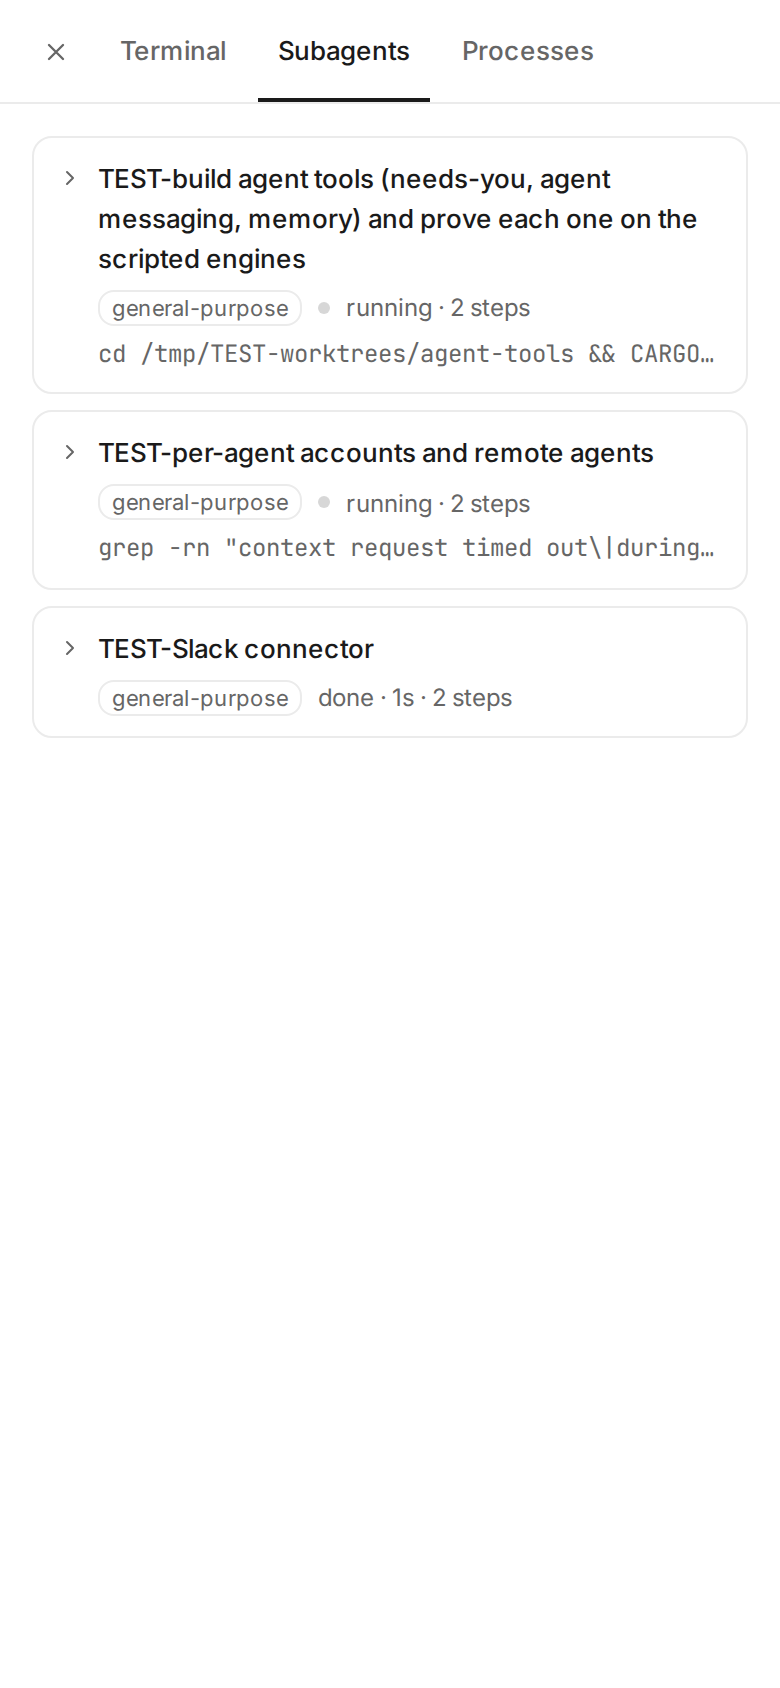 Terminal Subagents Processes
TEST-build agent tools (needs-you, agent
messaging, memory) and prove each one on the
scripted engines
general-purpose running · 2 steps
cd /tmp/TEST-worktrees/agent-tools && CARGO…
TEST-per-agent accounts and remote agents
general-purpose running · 2 steps
grep -rn "context request timed out\|during…
TEST-Slack connector
general-purpose done · 1s · 2 steps